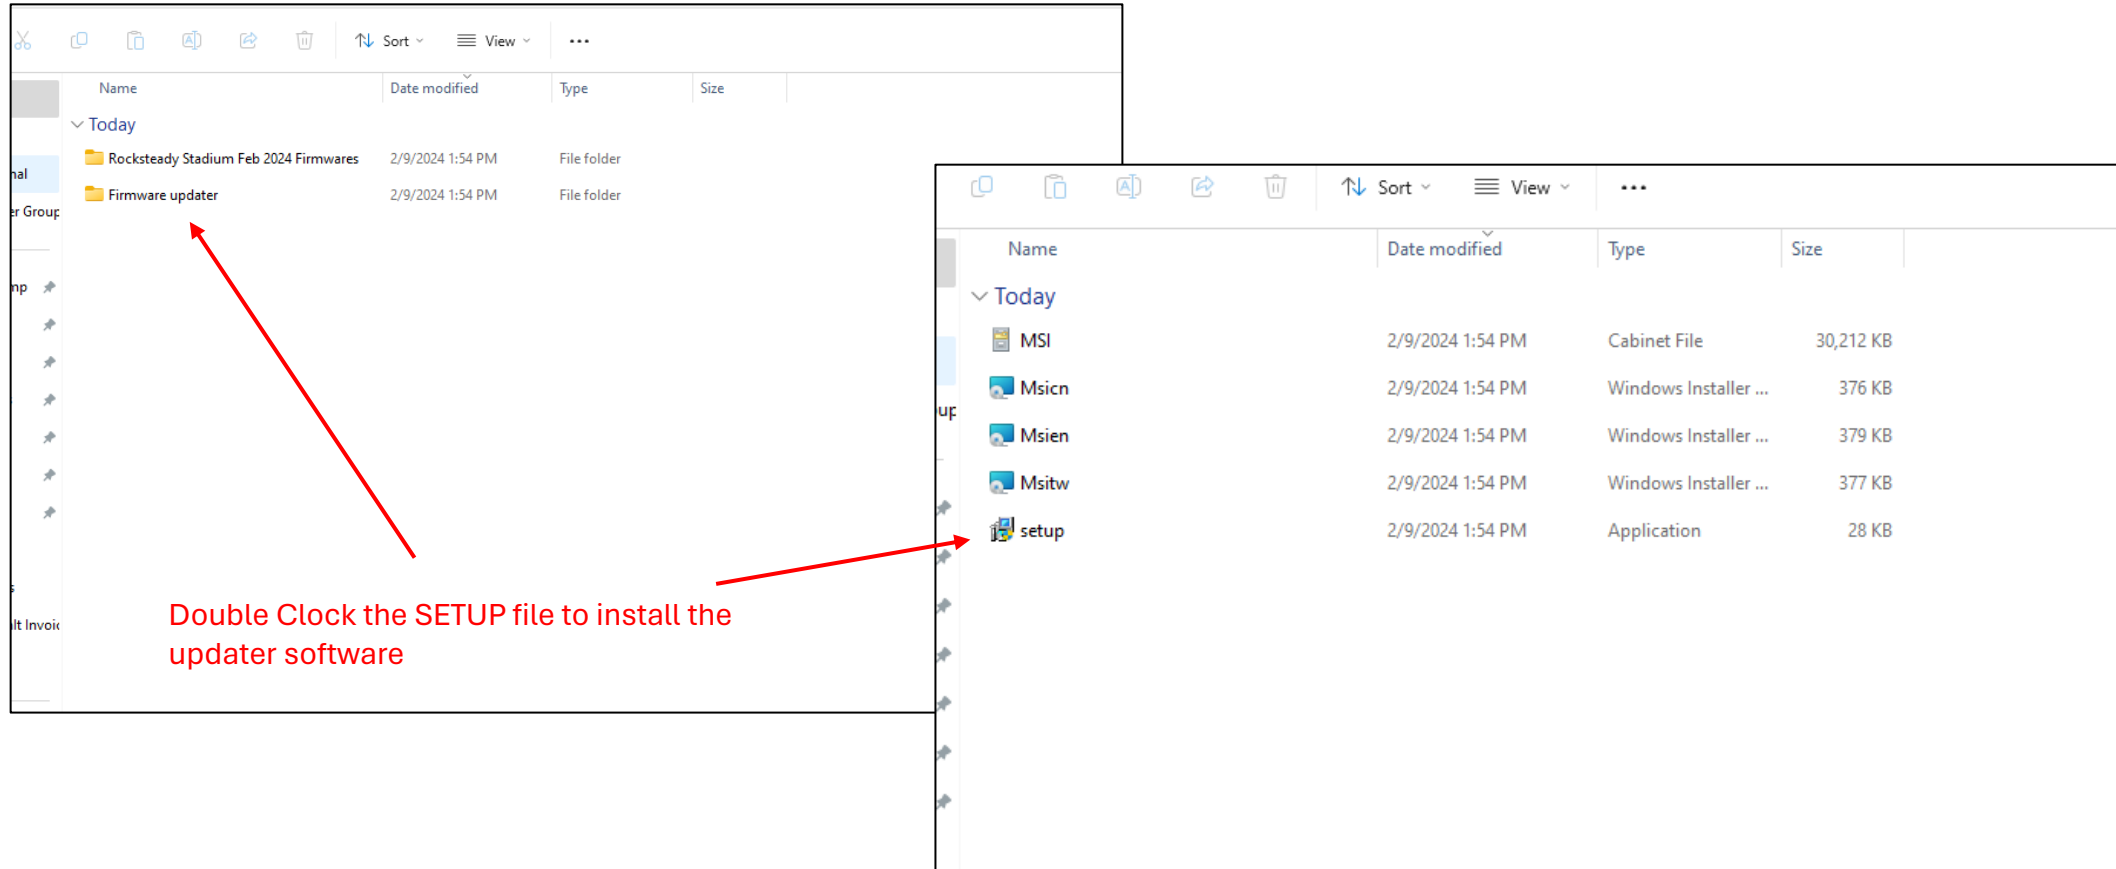 Sort View ...
Name Date modified Type Size
Today
Rocksteady Stadium Feb 2024 Firmwares 2/9/2024 1:54 PM File folder
Firmware updater 2/9/2024 1:54 PM File folder
Group
Double Clock the SETUP file to install the
updater software
Sort View ...
Name Date modified Type Size
Today
MSI 2/9/2024 1:54 PM Cabinet File 30,212 KB
Msicn 2/9/2024 1:54 PM Windows Installer ... 376 KB
Msien 2/9/2024 1:54 PM Windows Installer ... 379 KB
Msitw 2/9/2024 1:54 PM Windows Installer ... 377 KB
setup 2/9/2024 1:54 PM Application 28 KB